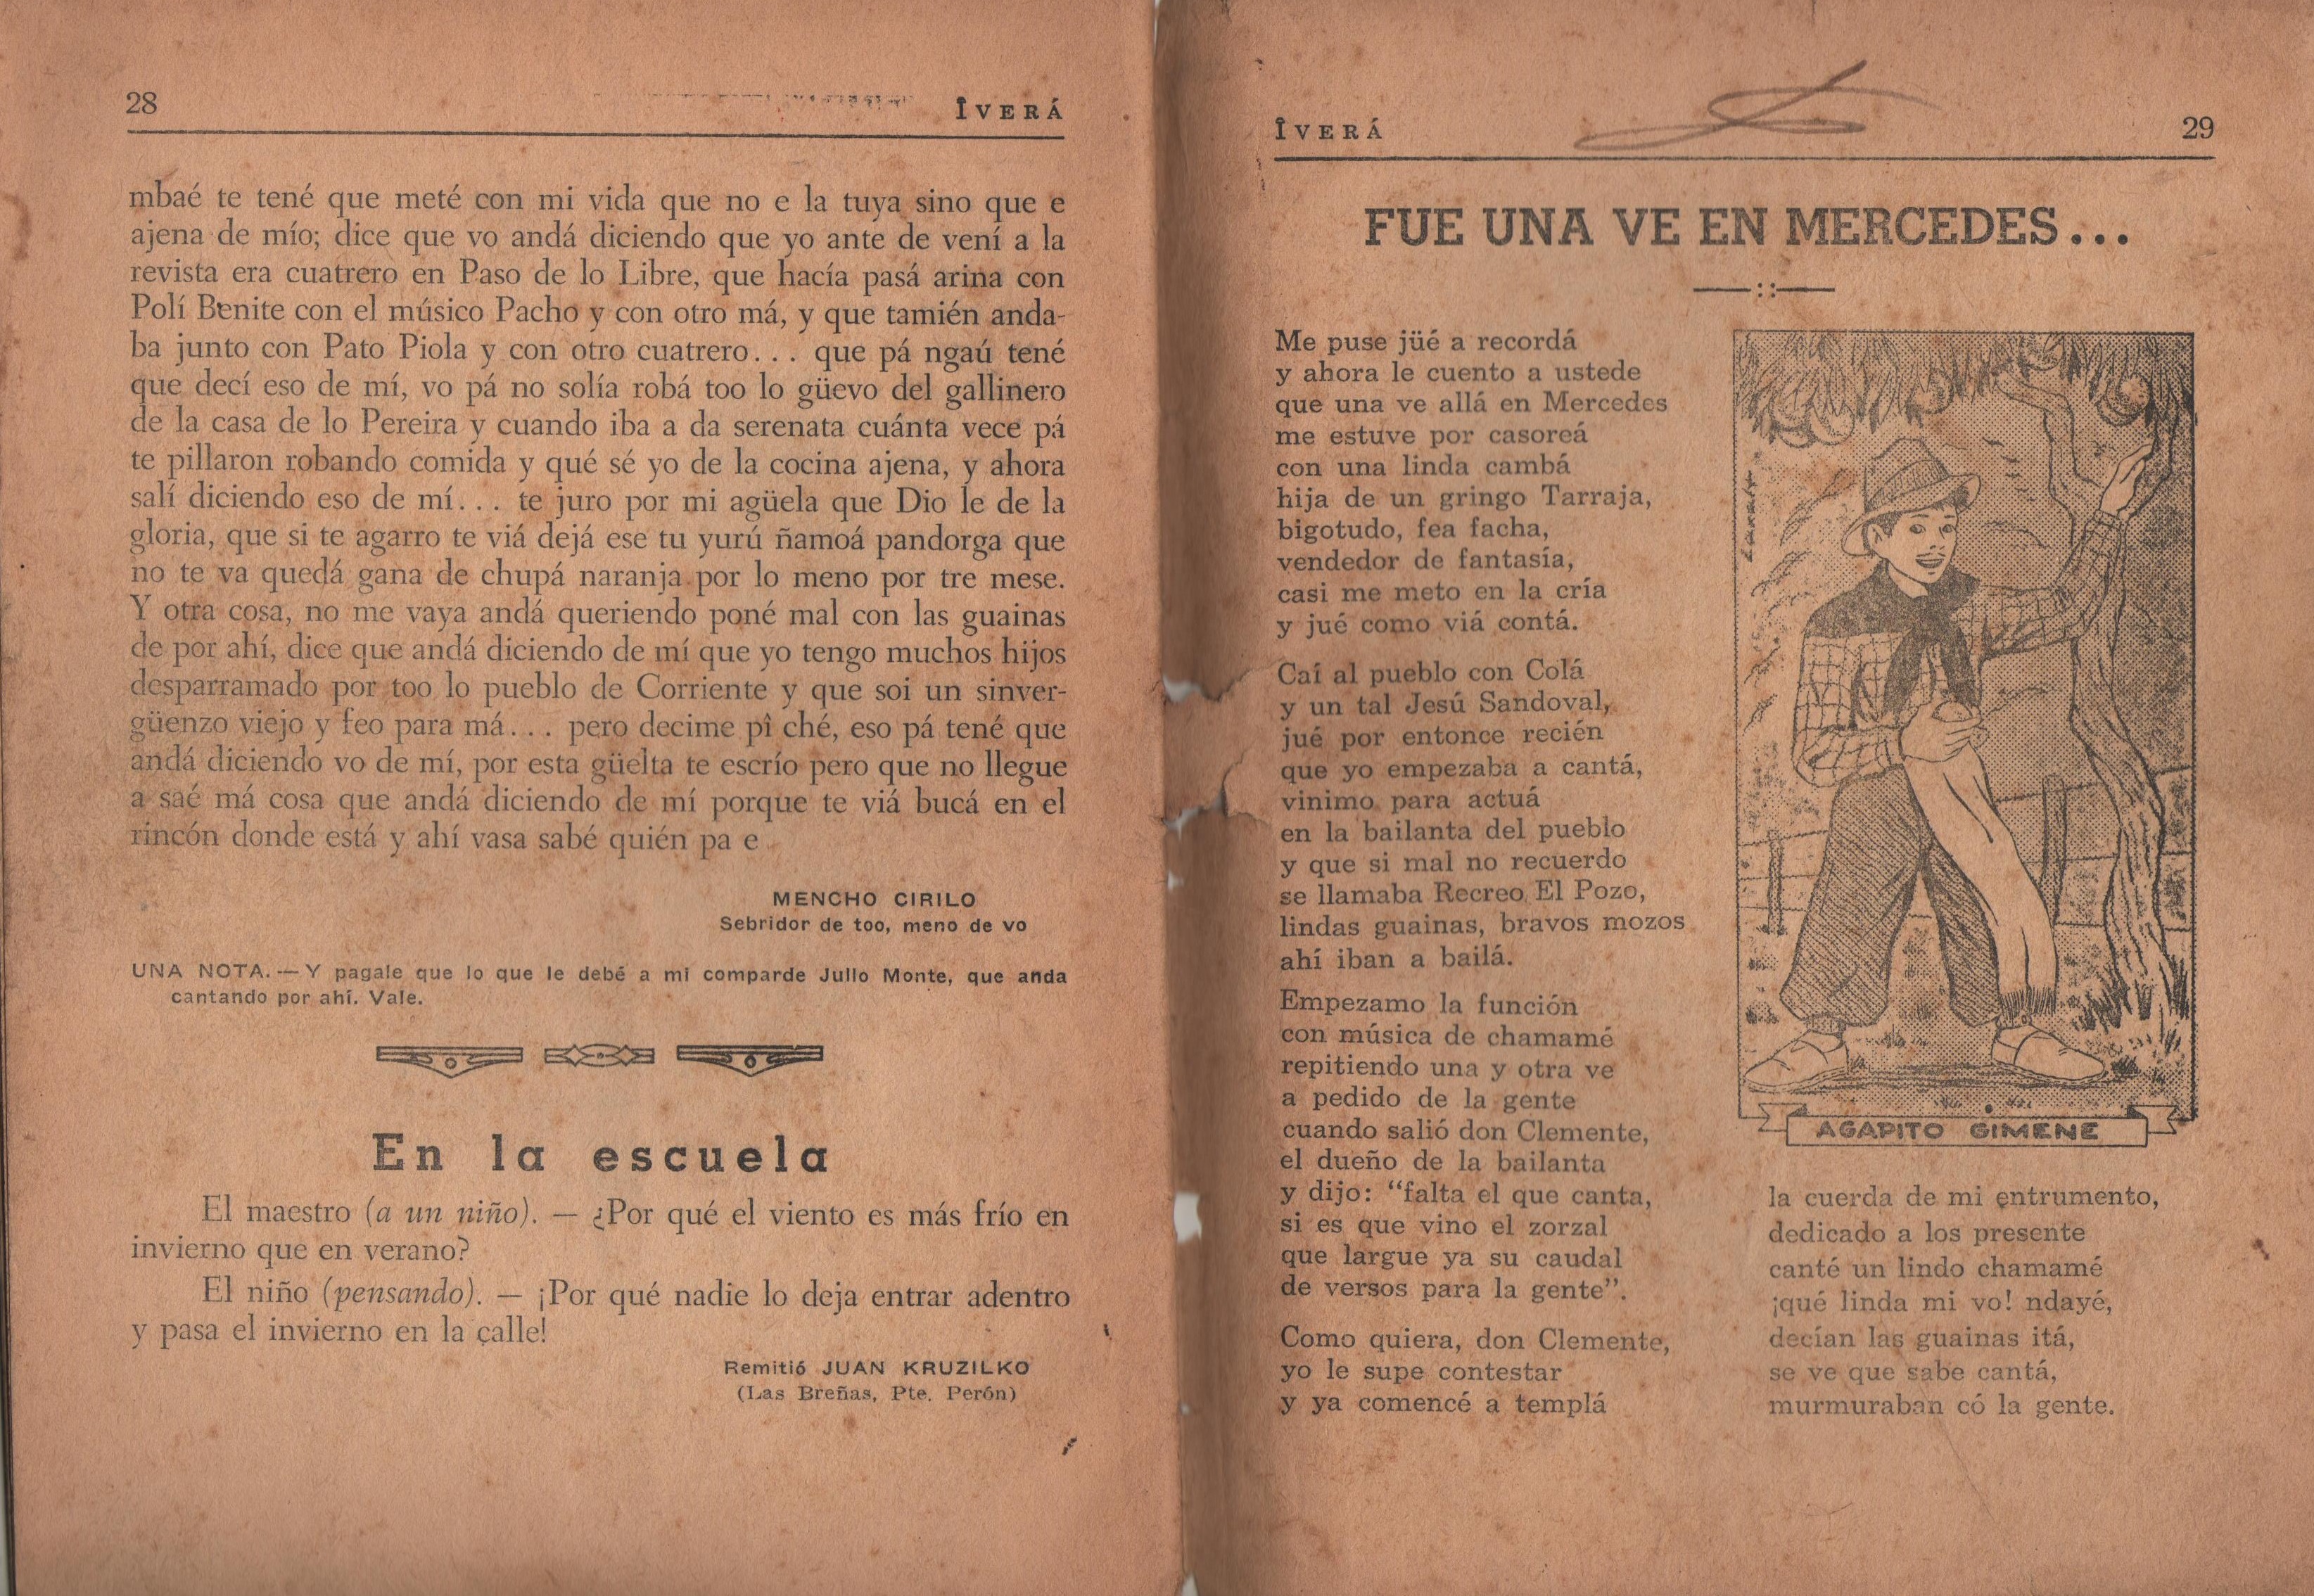 28
ÎVERÁ
mbaé te tené que meté con mi vida que no e la tuya sino que e
ajena de mío; dice que vo andá diciendo que yo ante de vení a la
revista era cuatrero en Paso de lo Libre, que hacía pasá arina con
Polí Benite con el músico Pacho y con otro má, y que tamién anda-
ba junto con Pato Piola y con otro cuatrero... que pá ngaú tené
que decí eso de mí, vo pá no solía robá too lo güevo del gallinero
de la casa de lo Pereira y cuando iba a da serenata cuánta vece pá
te pillaron robando comida y qué sé yo de la cocina ajena, y ahora
salí diciendo eso de mí... te juro por mi agüela que Dio le de la
gloria, que si te agarro te viá dejá ese tu yurú ñamoá pandorga que
no te va quedá gana de chupá naranja por lo meno por tre mese.
Y otra cosa, no me vaya andá queriendo poné mal con las guainas
de por ahí, dice que andá diciendo de mí que yo tengo muchos hijos
desparramado por too lo pueblo de Corriente y que soi un sinver-
güenzo viejo y feo para má... pero decime pî ché, eso pá tené que
andá diciendo vo de mí, por esta güelta te escrío pero que no llegue
a saé má cosa que andá diciendo de mí porque te viá bucá en el
rincón donde está y ahí vasa sabé quién pa e
MENCHO CIRILO
Sebridor de too, meno de vo
UNA NOTA. — Y pagale que lo que le debé a mi comparde Julio Monte, que anda
cantando por ahí. Vale.
En la escuela
El maestro (a un niño). — ¿Por qué el viento es más frío en
invierno que en verano?
El niño (pensando). — ¡Por qué nadie lo deja entrar adentro
y pasa el invierno en la calle!
Remitió JUAN KRUZILKO
(Las Breñas, Pte. Perón)
ÎVERÁ
29
FUE UNA VE EN MERCEDES...
Me puse jüé a recordá
y ahora le cuento a ustede
que una ve allá en Mercedes
me estuve por casoreá
con una linda cambá
hija de un gringo Tarraja,
bigotudo, fea facha,
vendedor de fantasía,
casi me meto en la cría
y jué como viá contá.
Caí al pueblo con Colá
y un tal Jesú Sandoval,
jué por entonce recién
que yo empezaba a cantá,
vinimo para actuá
en la bailanta del pueblo
y que si mal no recuerdo
se llamaba Recreo El Pozo,
lindas guainas, bravos mozos
ahí iban a bailá.
Empezamo la función
con música de chamamé
repitiendo una y otra ve
a pedido de la gente
cuando salió don Clemente,
el dueño de la bailanta
y dijo: "falta el que canta,
si es que vino el zorzal
que largue ya su caudal
de versos para la gente".
Como quiera, don Clemente,
yo le supe contestar
y ya comencé a templá
AGAPITO GIMENE
la cuerda de mi entrumento,
dedicado a los presente
canté un lindo chamamé
¡qué linda mi vo! ndayé,
decían las guainas itá,
se ve que sabe cantá,
murmuraban có la gente.